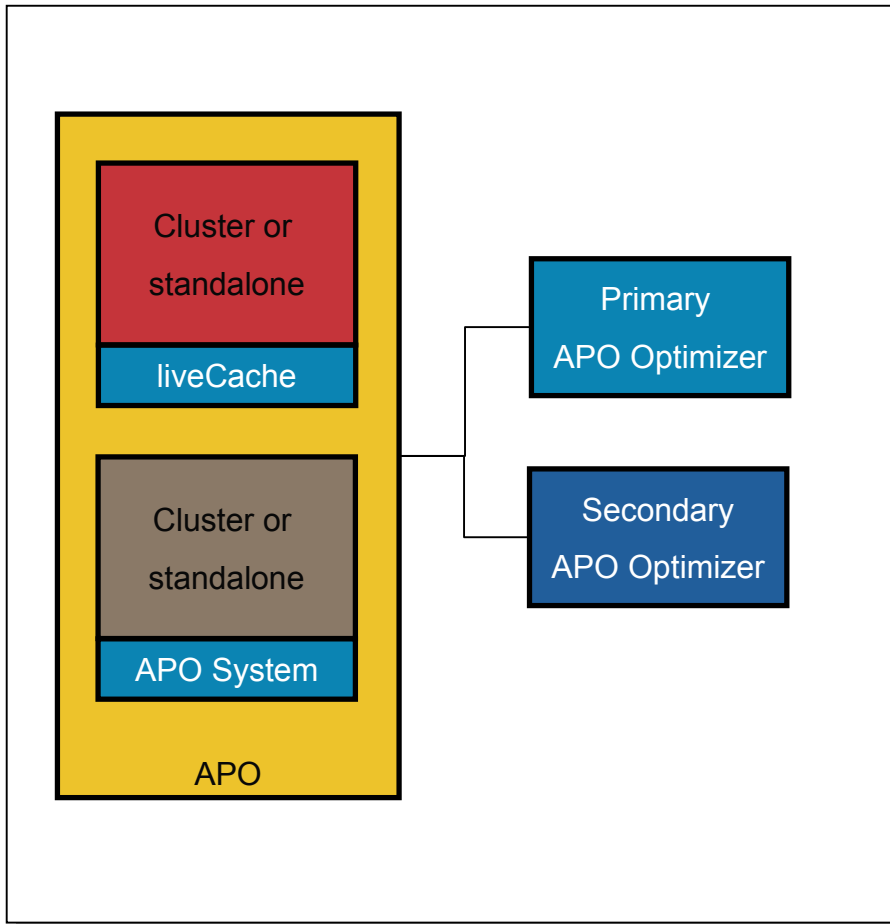 Cluster or
standalone
liveCache
Cluster or
standalone
APO System
APO
Primary
APO Optimizer
Secondary
APO Optimizer